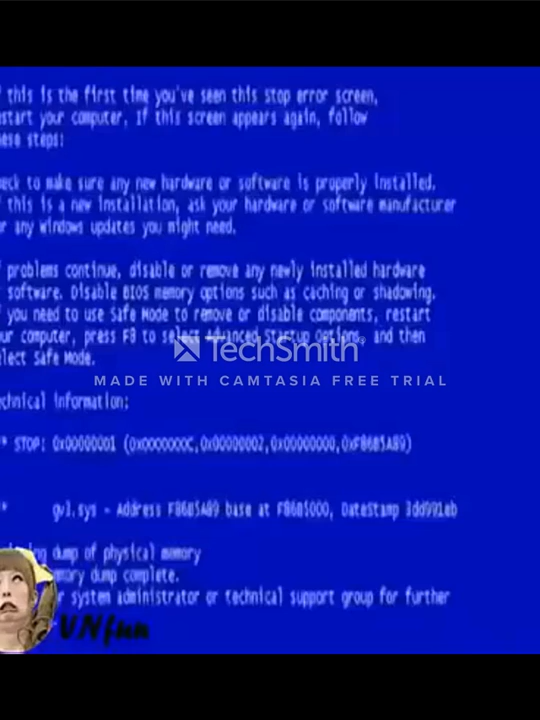 this is the first time you've seen this stop error screen,
start your computer, If this screen appears again, follow
ese steps:
eck to make sure any new hardware or software is properly installed.
this is a new installation, ask your hardware or software manufacturer
r any windows updates you might need.
problems continue, disable or remove any newly installed hardware
software. Disable BIOS memory options such as caching or shadowing.
you need to use Safe Mode to remove or disable components, restart
ur computer, press F8 to select Advanced Startup Options, and then
elect Safe Mode.
TechSmith
MADE WITH CAMTASIA FREE TRIAL
chnical information:
* STOP: 0x00000001 (0x0000000C,0x00000002,0x00000000,0xF86B5A89)
* gv3.sys - Address F86B5A89 base at F86B5000, DateStamp 3dd991eb
dump of physical memory
mory dump complete.
r system administrator or technical support group for further
VNfun